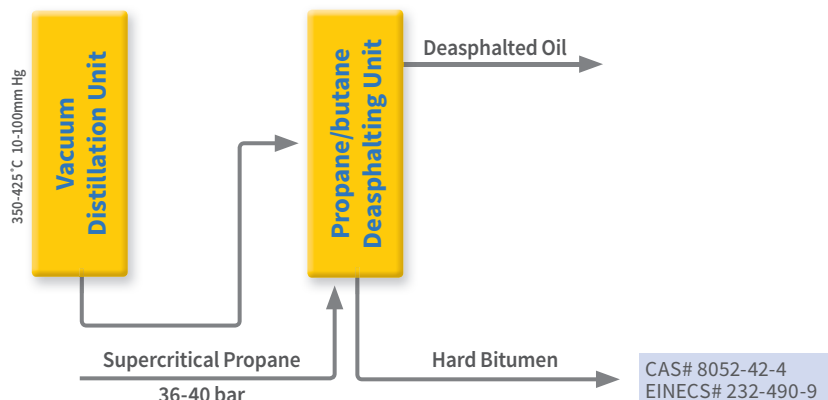 350-425°C 10-100mm Hg
Vacuum
Distillation Unit
Propane/butane
Deasphalting Unit
Deasphalted Oil
Supercritical Propane
36-40 bar
Hard Bitumen
CAS# 8052-42-4
EINECS# 232-490-9